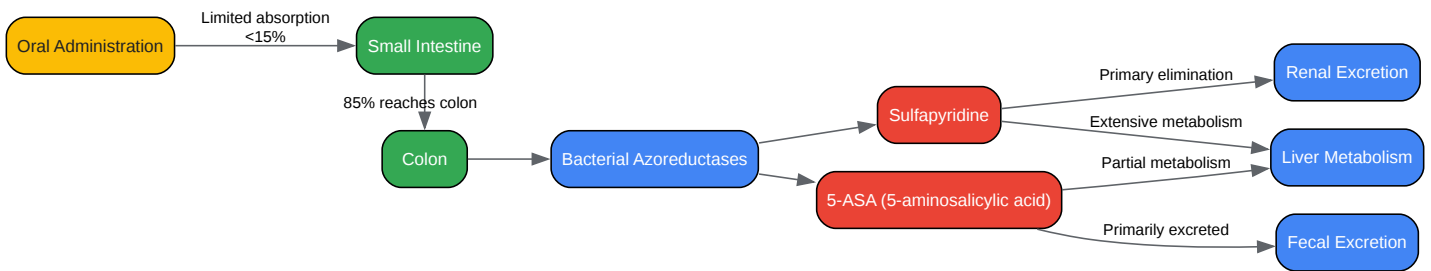 Oral Administration
Limited absorption
<15%
Small Intestine
85% reaches colon
Colon
Bacterial Azoreductases
Sulfapyridine
5-ASA (5-aminosalicylic acid)
Primary elimination
Extensive metabolism
Partial metabolism
Primarily excreted
Renal Excretion
Liver Metabolism
Fecal Excretion